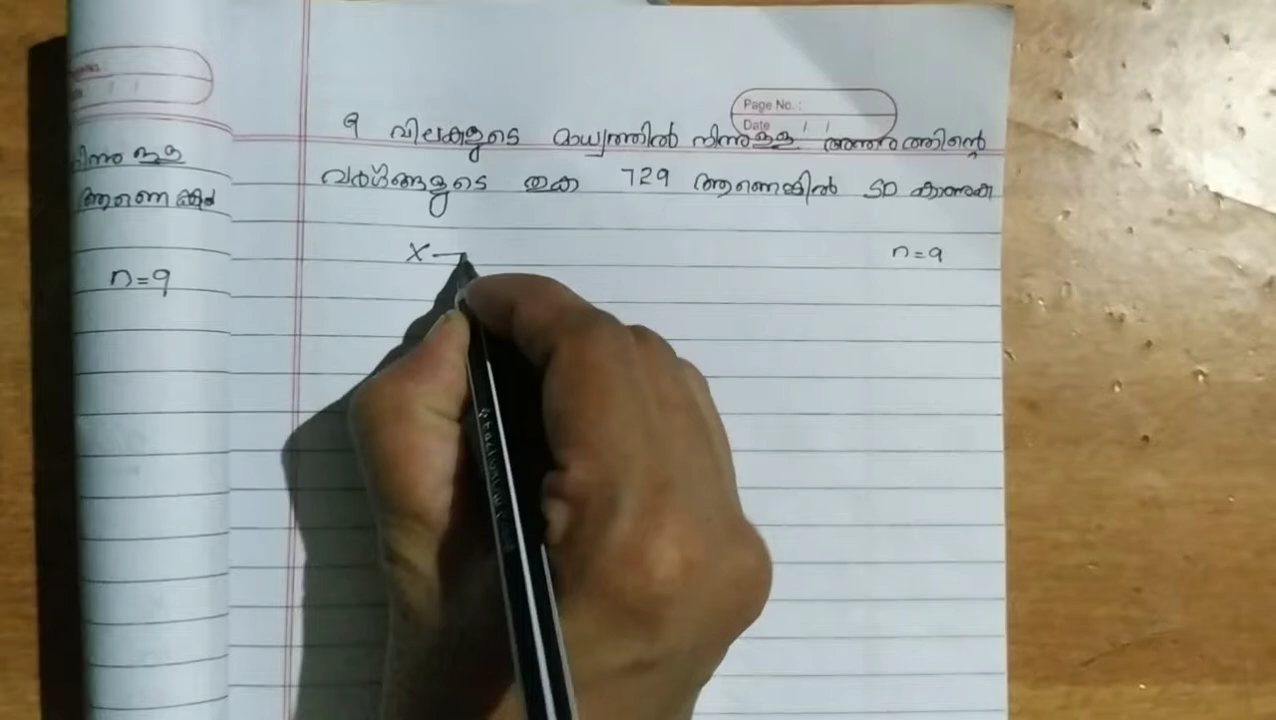 Page No. :
Date / /
9 വിലകളുടെ മാധ്യത്തിൽ നിന്നുള്ള അന്തരത്തിന്റെ
വർഗ്ഗങ്ങളുടെ തുക 729 ആണെങ്കിൽ SD കാണുക
X – n=9
നിന്നുള്ള
ആണെങ്കിൽ
n=9